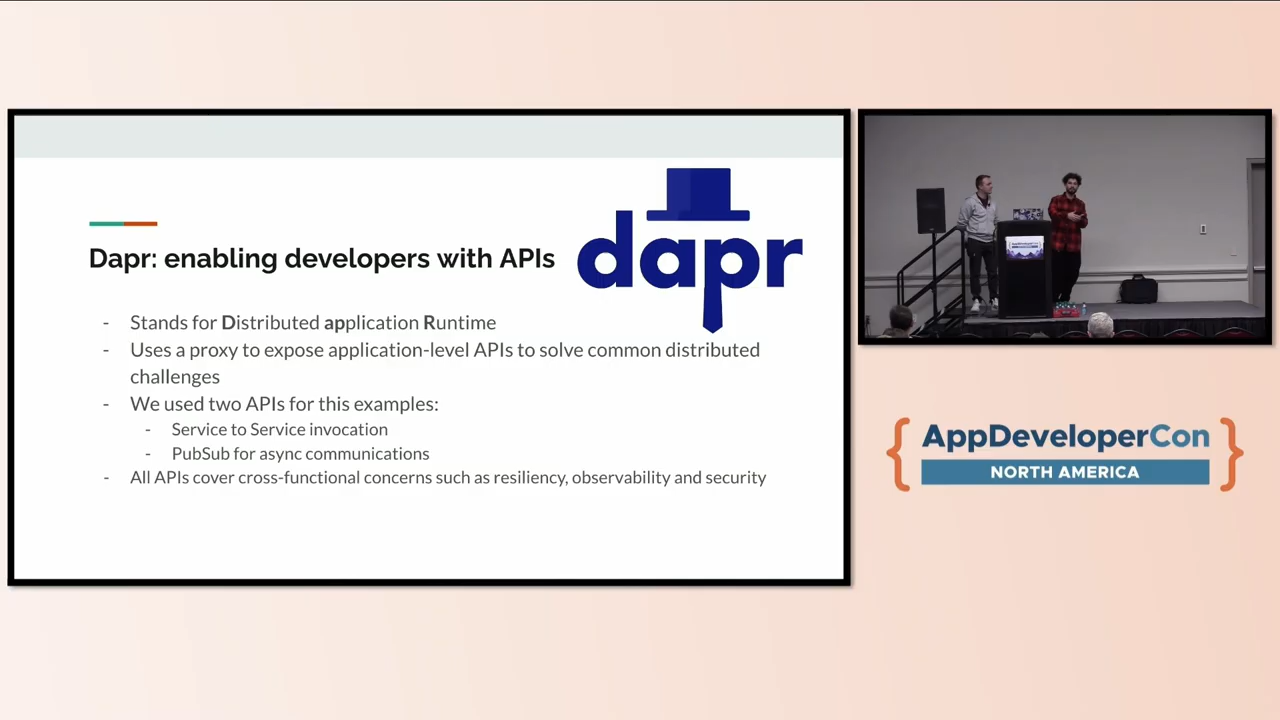 dapr
Dapr: enabling developers with APIs
- Stands for Distributed application Runtime
- Uses a proxy to expose application-level APIs to solve common distributed
challenges
- We used two APIs for this examples:
- Service to Service invocation
- PubSub for async communications
- All APIs cover cross-functional concerns such as resiliency, observability and security
{ AppDeveloperCon }
NORTH AMERICA